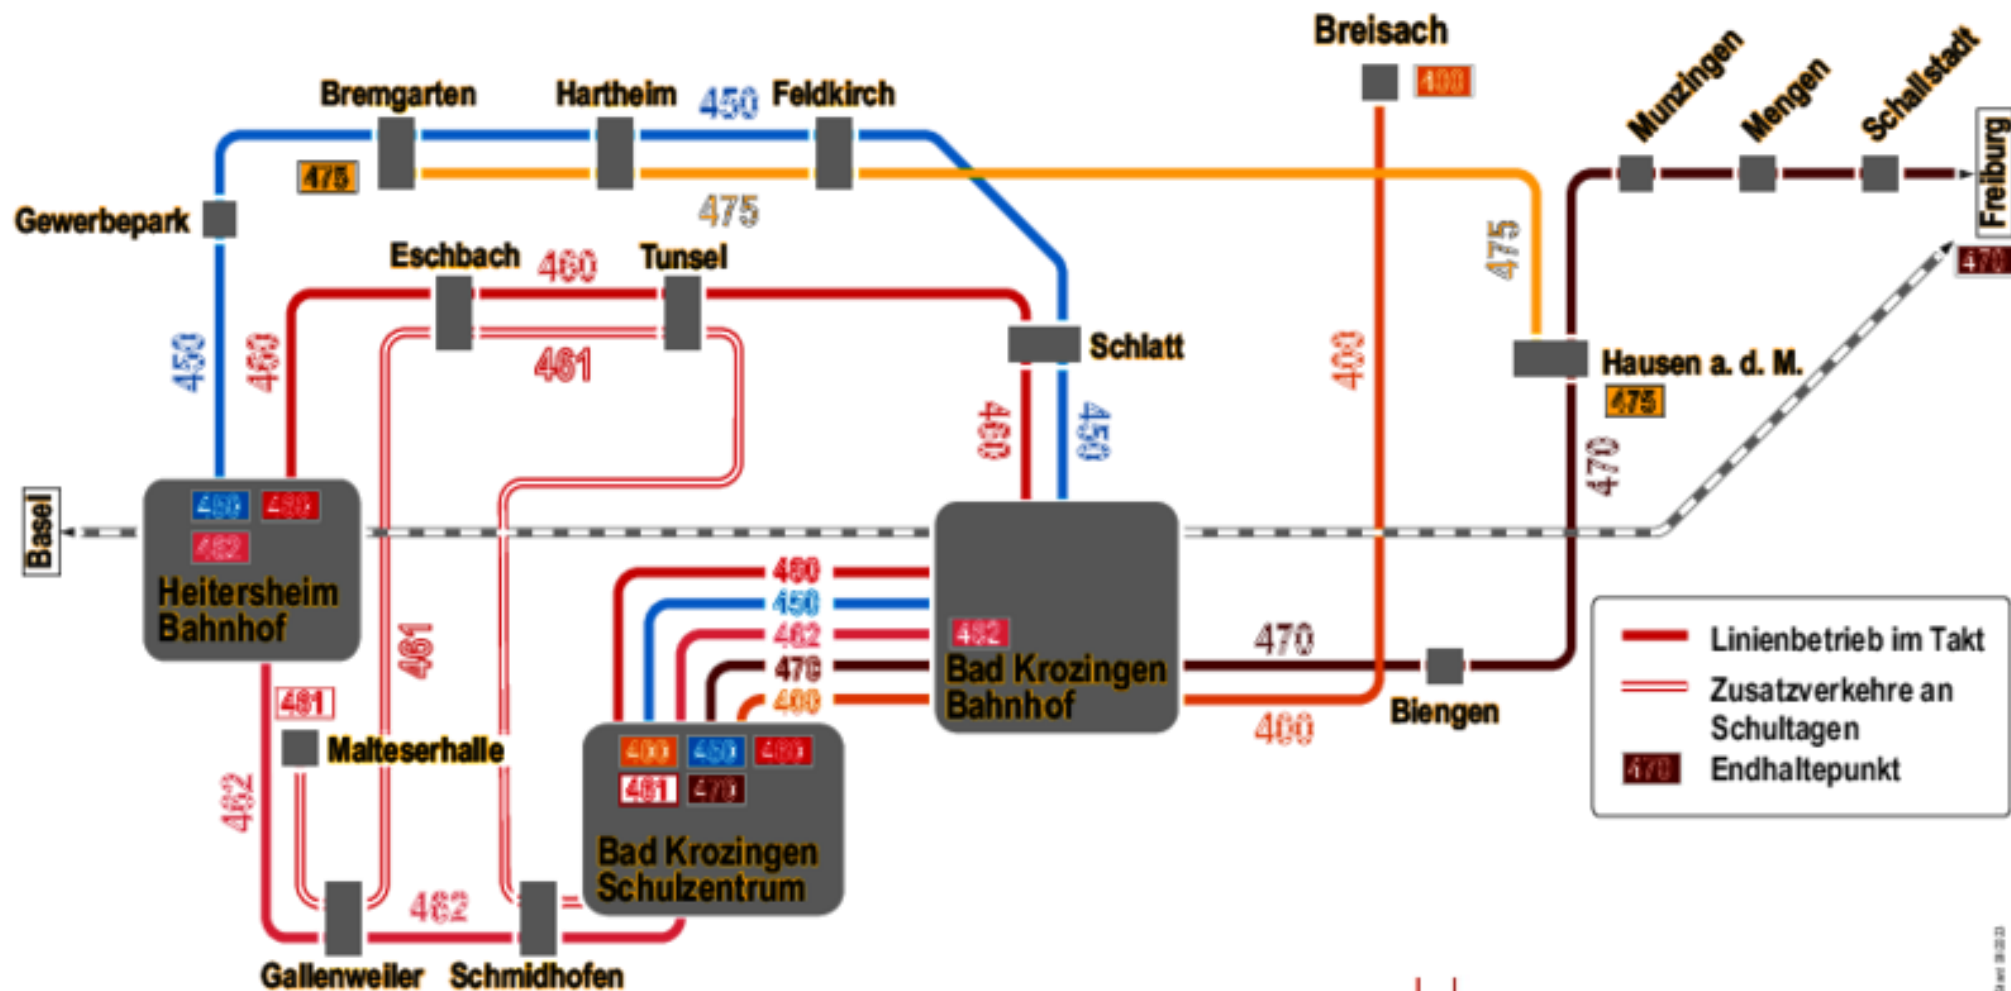 Breisach
400
Munzingen
Mengen
Schallstadt
Freiburg
470
Bremgarten
Hartheim
450
Feldkirch
475
475
Gewerbepark
Eschbach
460
Tunsel
475
450
460
461
400
Schlatt
Hausen a. d. M.
475
460
450
470
Basel
450 460
462
Heitersheim
Bahnhof
460
450
462
470
400
462
Bad Krozingen
Bahnhof
470
400
Biengen
461
461
Malteserhalle
462
400 450 460
461 470
Bad Krozingen
Schulzentrum
462
Gallenweiler
Schmidhofen
Linienbetrieb im Takt
Zusatzverkehre an
Schultagen
470 Endhaltepunkt